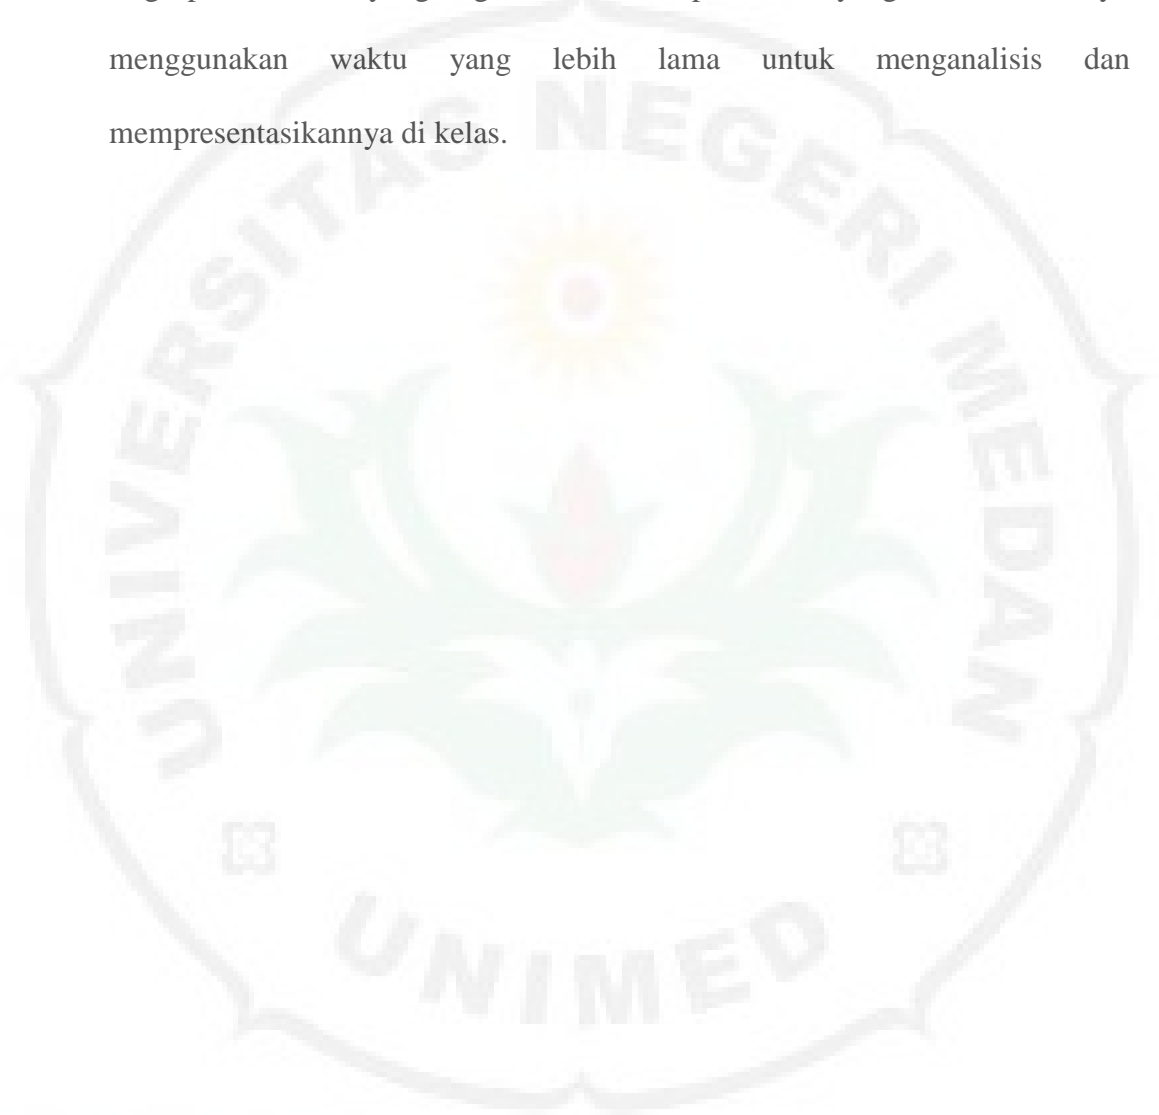 menggunakan waktu yang lebih lama untuk menganalisis dan
mempresentasikannya di kelas.
UNIVERSITAS NEGERI MEDAN
UNIMED